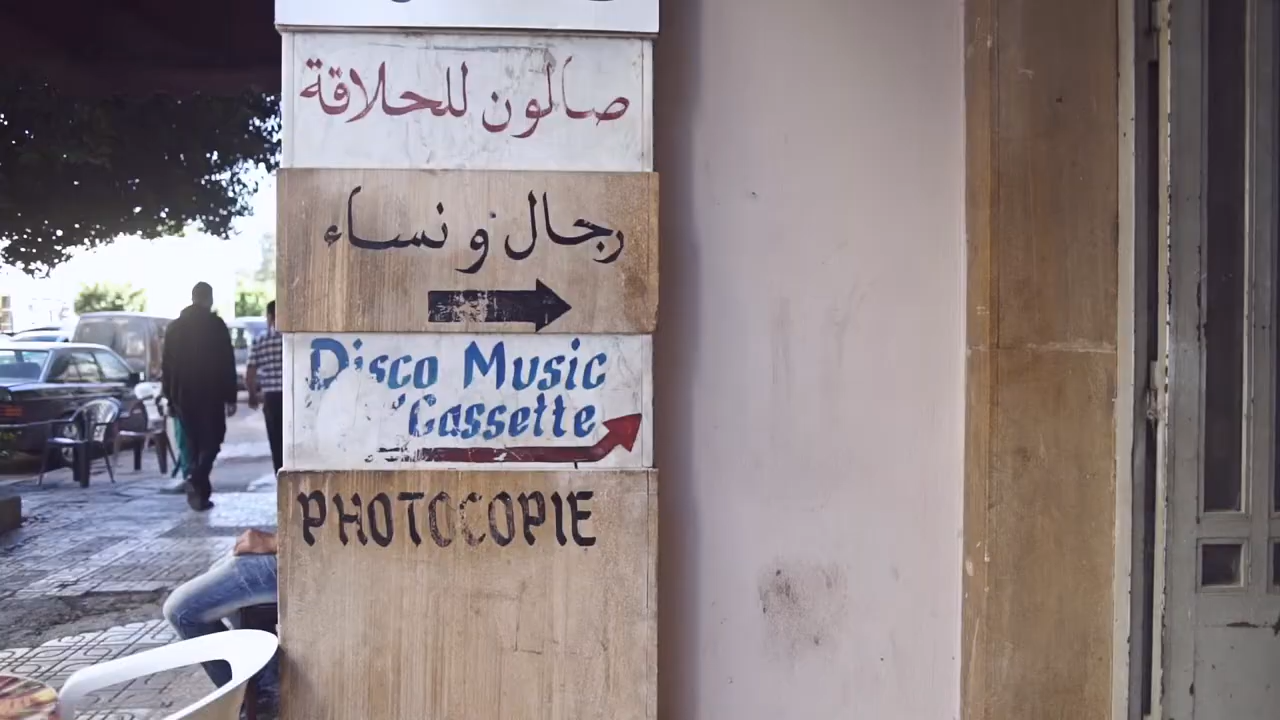 صالون للحلاقة
رجال و نساء
Disco Music
Cassette
PHOTOCOPIE